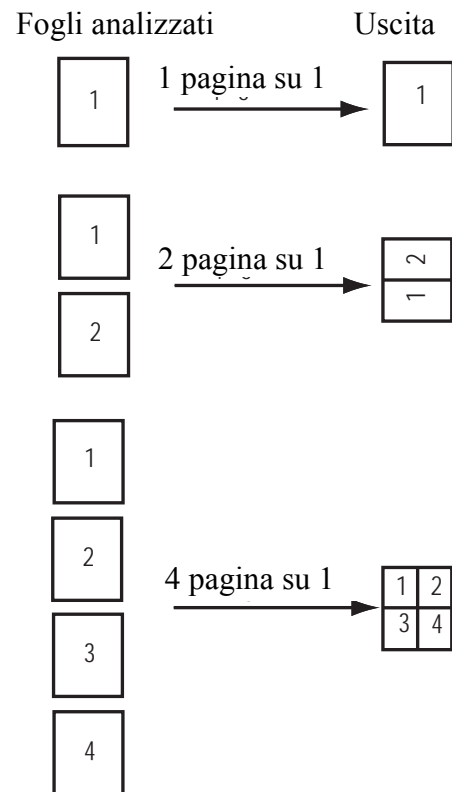 Fogli analizzati Uscita
1 1 pagina su 1 1
1
2 pagina su 1
2
1
2
1
2
4 pagina su 1
1 2
3 4
3
4